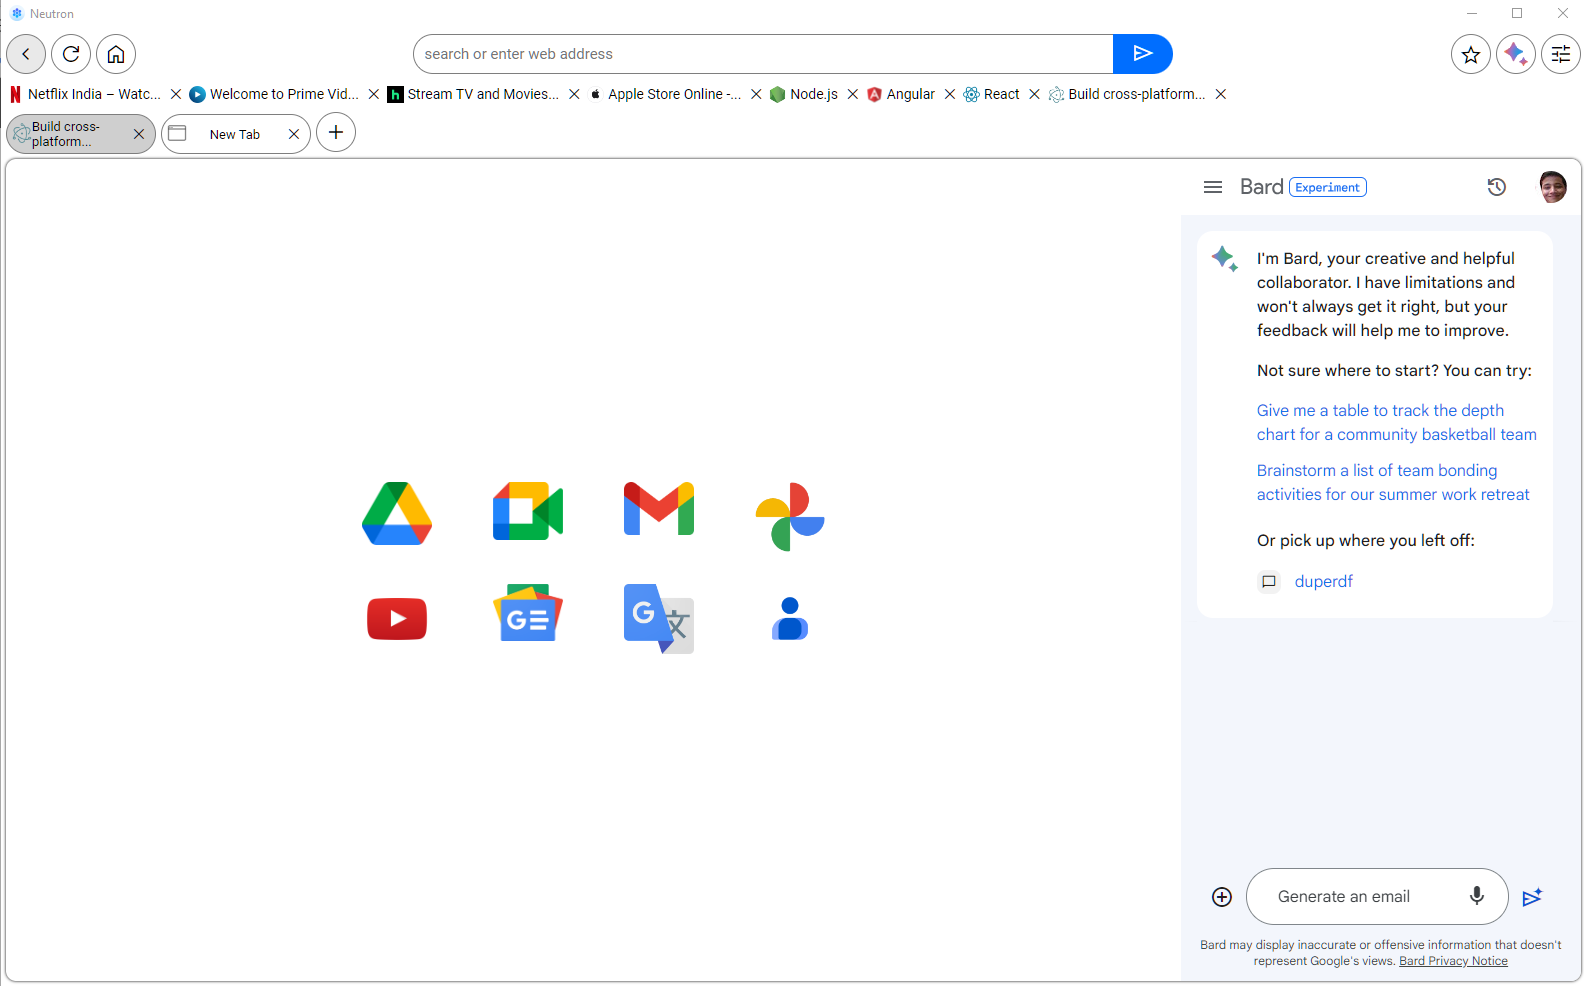 Neutron
search or enter web address
Netflix India – Watc... Welcome to Prime Vid... Stream TV and Movies... Apple Store Online -... Node.js Angular React Build cross-platform...
Build cross-
platform...
New Tab
Bard Experiment
I'm Bard, your creative and helpful
collaborator. I have limitations and
won't always get it right, but your
feedback will help me to improve.
Not sure where to start? You can try:
Give me a table to track the depth
chart for a community basketball team
Brainstorm a list of team bonding
activities for our summer work retreat
Or pick up where you left off:
duperdf
G
G 文
Generate an email
Bard may display inaccurate or offensive information that doesn't
represent Google's views. Bard Privacy Notice